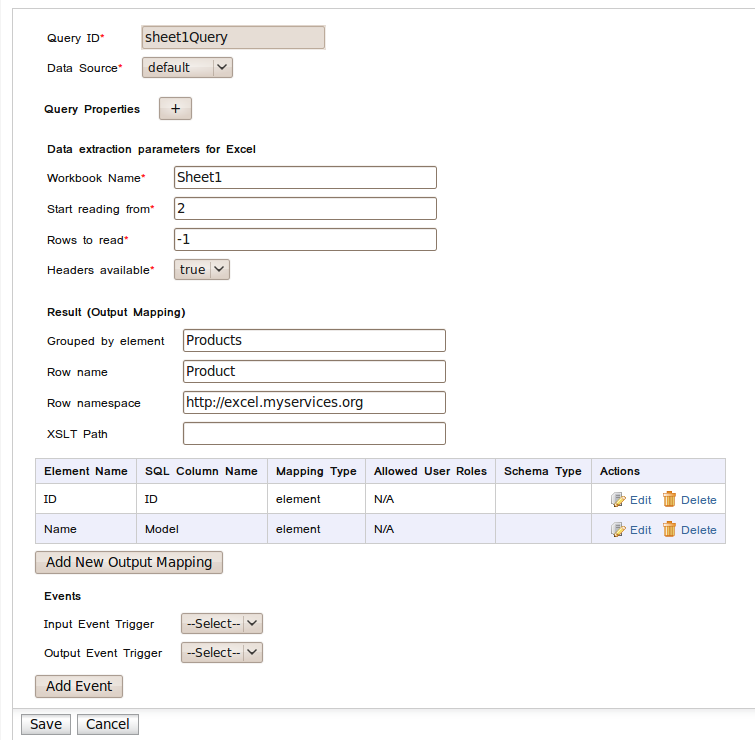 Query ID* sheet1Query
Data Source* default
Query Properties +
Data extraction parameters for Excel
Workbook Name* Sheet1
Start reading from* 2
Rows to read* -1
Headers available* true
Result (Output Mapping)
Grouped by element Products
Row name Product
Row namespace http://excel.myservices.org
XSLT Path
Element Name SQL Column Name Mapping Type Allowed User Roles Schema Type Actions
ID ID element N/A Edit Delete
Name Model element N/A Edit Delete
Add New Output Mapping
Events
Input Event Trigger --Select--
Output Event Trigger --Select--
Add Event
Save Cancel